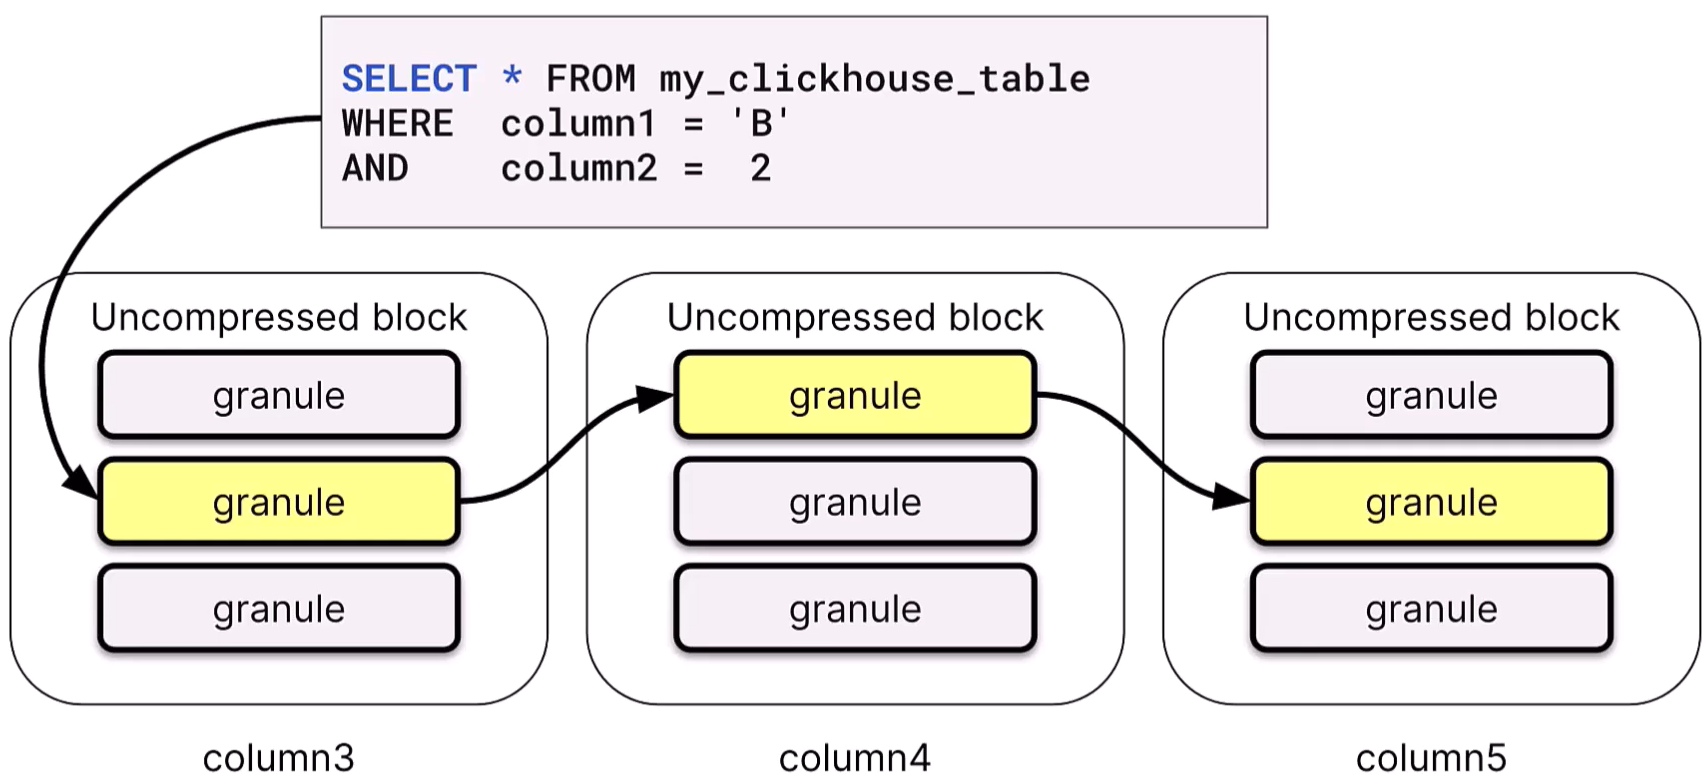 SELECT * FROM my_clickhouse_table
WHERE column1 = 'B'
AND column2 = 2
Uncompressed block
granule
granule
granule
column3
Uncompressed block
granule
granule
granule
column4
Uncompressed block
granule
granule
granule
column5